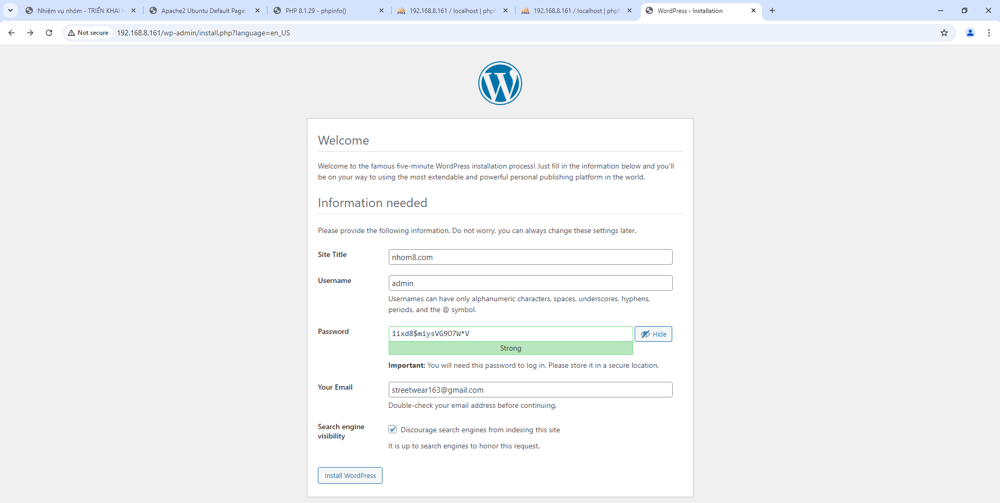 Nhiệm vụ nhóm - TRIỂN KHAI
Apache2 Ubuntu Default Page:
PHP 8.1.29 - phpinfo()
192.168.8.161 / localhost | php
192.168.8.161 / localhost | php
WordPress › Installation
Not secure
192.168.8.161/wp-admin/install.php?language=en_US
Welcome
Welcome to the famous five-minute WordPress installation process! Just fill in the information below and you’ll
be on your way to using the most extendable and powerful personal publishing platform in the world.
Information needed
Please provide the following information. Do not worry, you can always change these settings later.
Site Title
nhom8.com
Username
admin
Usernames can have only alphanumeric characters, spaces, underscores, hyphens,
periods, and the @ symbol.
Password
1ixd8$miysVG9O7W*V
Hide
Strong
Important: You will need this password to log in. Please store it in a secure location.
Your Email
streetwear163@gmail.com
Double-check your email address before continuing.
Search engine
visibility
Discourage search engines from indexing this site
It is up to search engines to honor this request.
Install WordPress